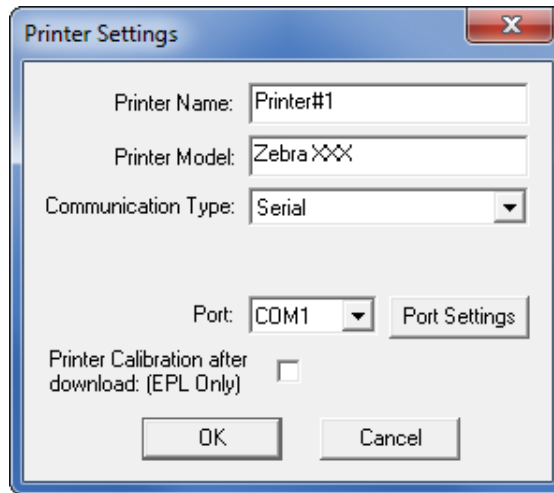 Printer Settings
Printer Name: Printer#1
Printer Model: Zebra XXX
Communication Type: Serial
Port: COM1 Port Settings
Printer Calibration after
download: (EPL Only)
OK Cancel